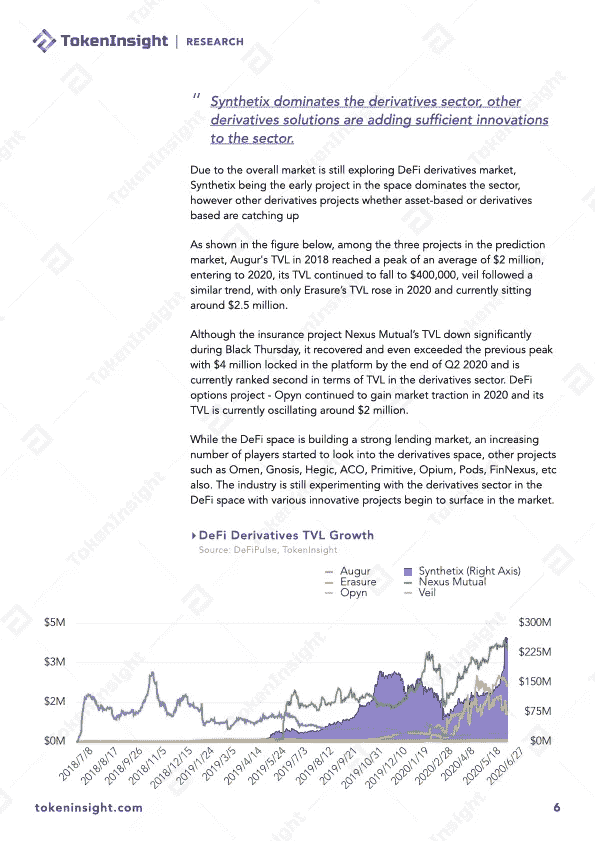 TokenInsight | RESEARCH
" Synthetix dominates the derivatives sector, other
derivatives solutions are adding sufficient innovations
to the sector.
Due to the overall market is still exploring DeFi derivatives market,
Synthetix being the early project in the space dominates the sector,
however other derivatives projects whether asset-based or derivatives
based are catching up
As shown in the figure below, among the three projects in the prediction
market, Augur's TVL in 2018 reached a peak of an average of $2 million,
entering to 2020, its TVL continued to fall to $400,000, veil followed a
similar trend, with only Erasure's TVL rose in 2020 and currently sitting
around $2.5 million.
Although the insurance project Nexus Mutual's TVL down significantly
during Black Thursday, it recovered and even exceeded the previous peak
with $4 million locked in the platform by the end of Q2 2020 and is
currently ranked second in terms of TVL in the derivatives sector. DeFi
options project - Opyn continued to gain market traction in 2020 and its
TVL is currently oscillating around $2 million.
While the DeFi space is building a strong lending market, an increasing
number of players started to look into the derivatives space, other projects
such as Omen, Gnosis, Hegic, ACO, Primitive, Opium, Pods, FinNexus, etc
also. The industry is still experimenting with the derivatives sector in the
DeFi space with various innovative projects begin to surface in the market.
DeFi Derivatives TVL Growth
Source: DeFiPulse, TokenInsight
Augur Synthetix (Right Axis)
Erasure Nexus Mutual
Opyn Veil
$5M $300M
$225M
$3M
$150M
$2M
$75M
$0M $0M
2018/7/8 2018/8/17 2018/9/26 2018/11/5 2018/12/15 2019/1/24 2019/3/5 2019/4/14 2019/5/24 2019/7/3 2019/8/12 2019/9/21 2019/10/31 2019/12/10 2020/1/19 2020/2/28 2020/4/8 2020/5/18 2020/6/27
tokeninsight.com 6